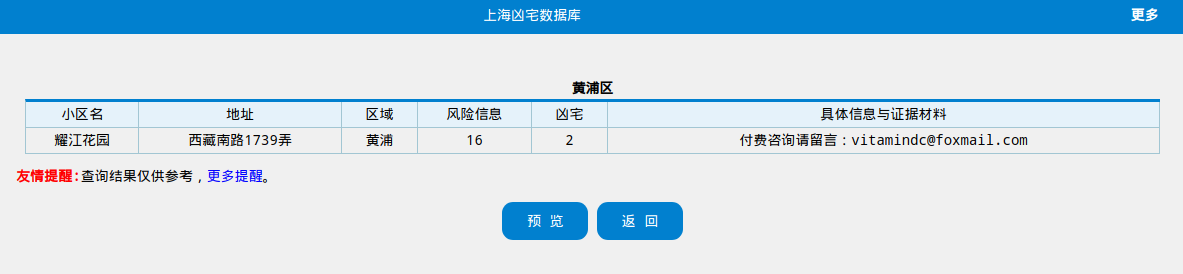 上海凶宅数据库 更多
黄浦区
小区名 地址 区域 风险信息 凶宅 具体信息与证据材料
耀江花园 西藏南路1739弄 黄浦 16 2 付费咨询请留言：vitamindc@foxmail.com
友情提醒:查询结果仅供参考，更多提醒。
预 览 返 回